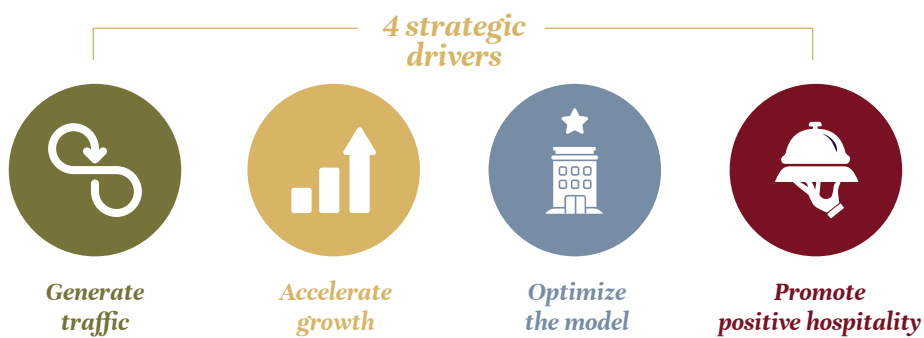 4 strategic
drivers
Generate
traffic
Accelerate
growth
Optimize
the model
Promote
positive hospitality